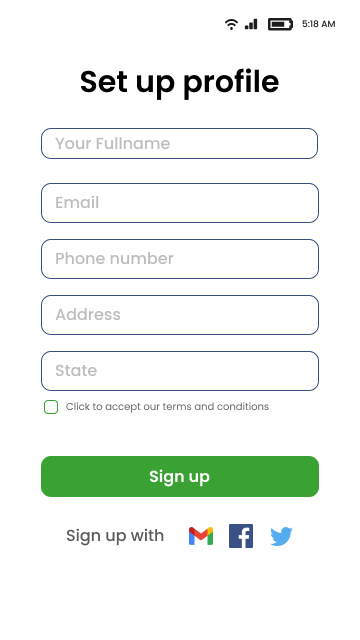 5:18 AM
Set up profile
Your Fullname
Email
Phone number
Address
State
Click to accept our terms and conditions
Sign up
Sign up with